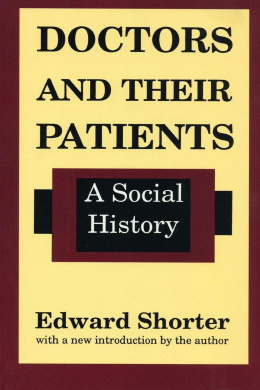 DOCTORS
AND THEIR
PATIENTS
A Social
History
Edward Shorter
with a new introduction by the author